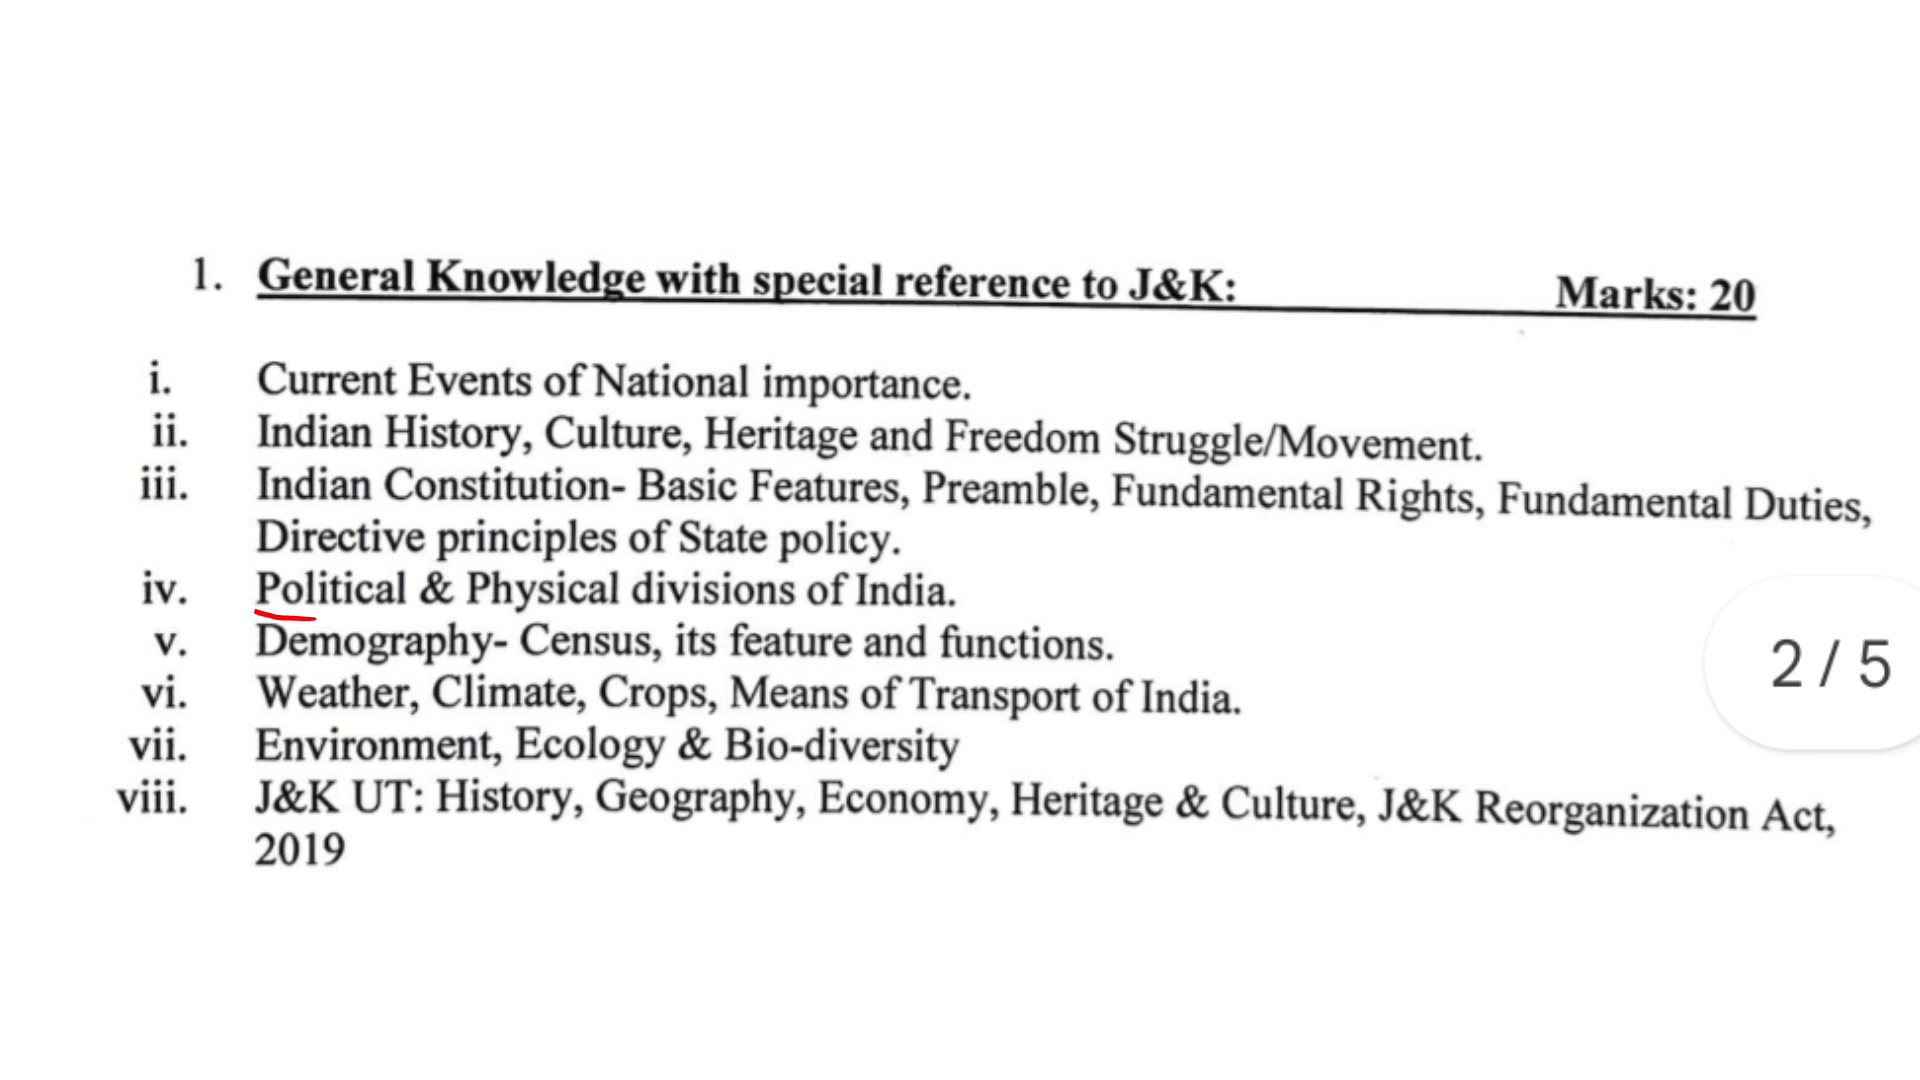 1. General Knowledge with special reference to J&K: Marks: 20
i. Current Events of National importance.
ii. Indian History, Culture, Heritage and Freedom Struggle/Movement.
iii. Indian Constitution- Basic Features, Preamble, Fundamental Rights, Fundamental Duties,
Directive principles of State policy.
iv. Political & Physical divisions of India.
v. Demography- Census, its feature and functions.
2 / 5
vi. Weather, Climate, Crops, Means of Transport of India.
vii. Environment, Ecology & Bio-diversity
viii. J&K UT: History, Geography, Economy, Heritage & Culture, J&K Reorganization Act,
2019